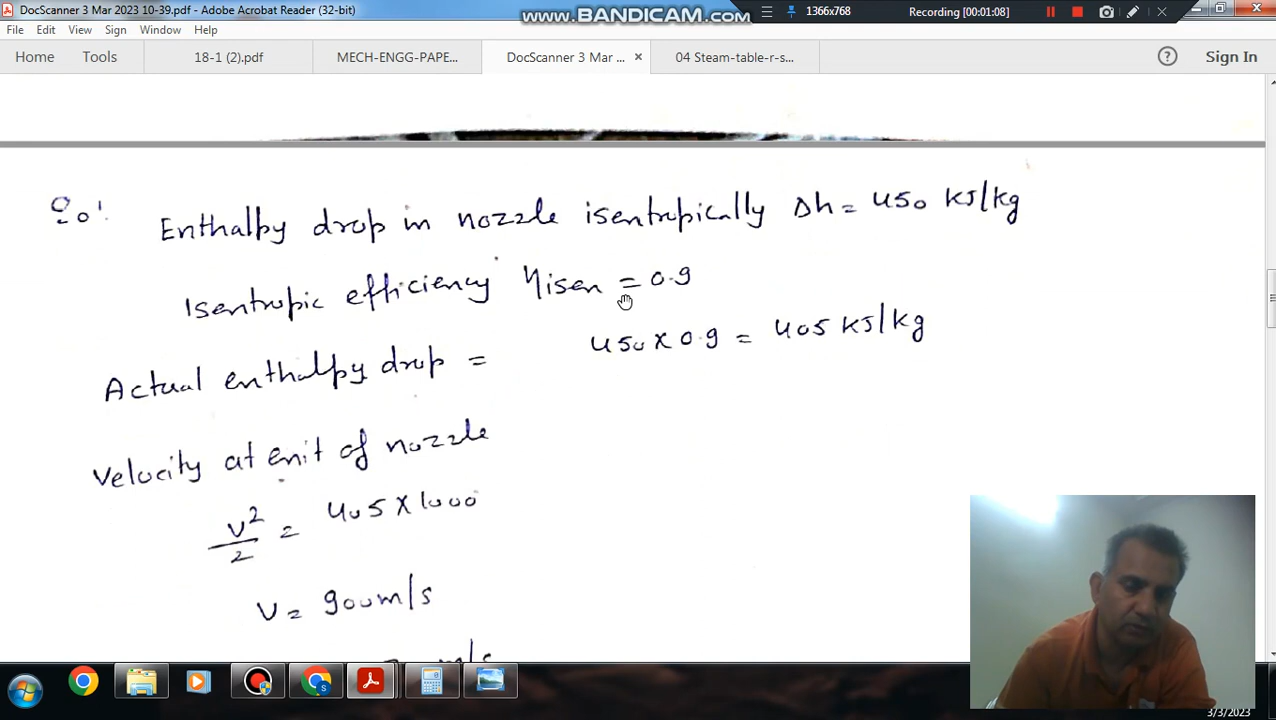 DocScanner 3 Mar 2023 10-39.pdf - Adobe Acrobat Reader (32-bit)
www.BANDICAM.com
1366x768
Recording [00:01:08]
File Edit View Sign Window Help
Home Tools 18-1 (2).pdf MECH-ENGG-PAPE... DocScanner 3 Mar ... × 04 Steam-table-r-s... Sign In
Sol.
Enthalpy drop in nozzle isentropically Δh = 450 kJ/kg
Isentropic efficiency ηisen = 0.9
Actual enthalpy drop = 450 × 0.9 = 405 kJ/kg
Velocity at exit of nozzle
V²/2 = 405 × 1000
V = 900 m/s
m/s
3/3/2023